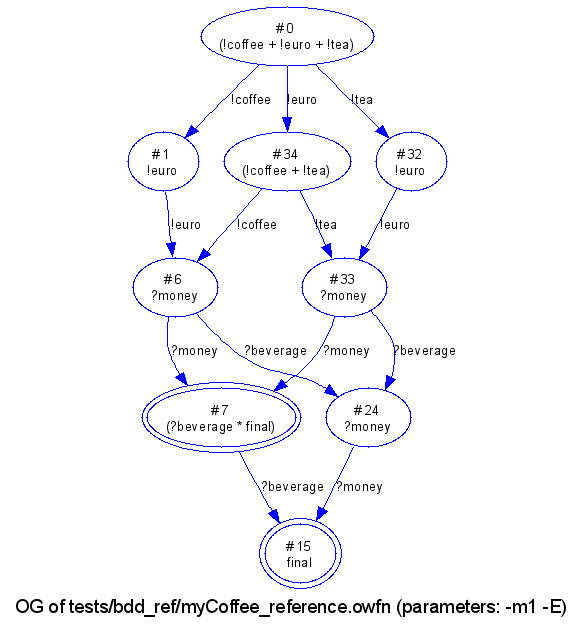 #0
(!coffee + !euro + !tea)
!coffee
!euro
!tea
#1
!euro
#34
(!coffee + !tea)
#32
!euro
!euro
!coffee
!tea
!euro
#6
?money
#33
?money
?money
?beverage
?money
?beverage
#7
(?beverage * final)
#24
?money
?beverage
?money
#15
final
OG of tests/bdd_ref/myCoffee_reference.owfn (parameters: -m1 -E)